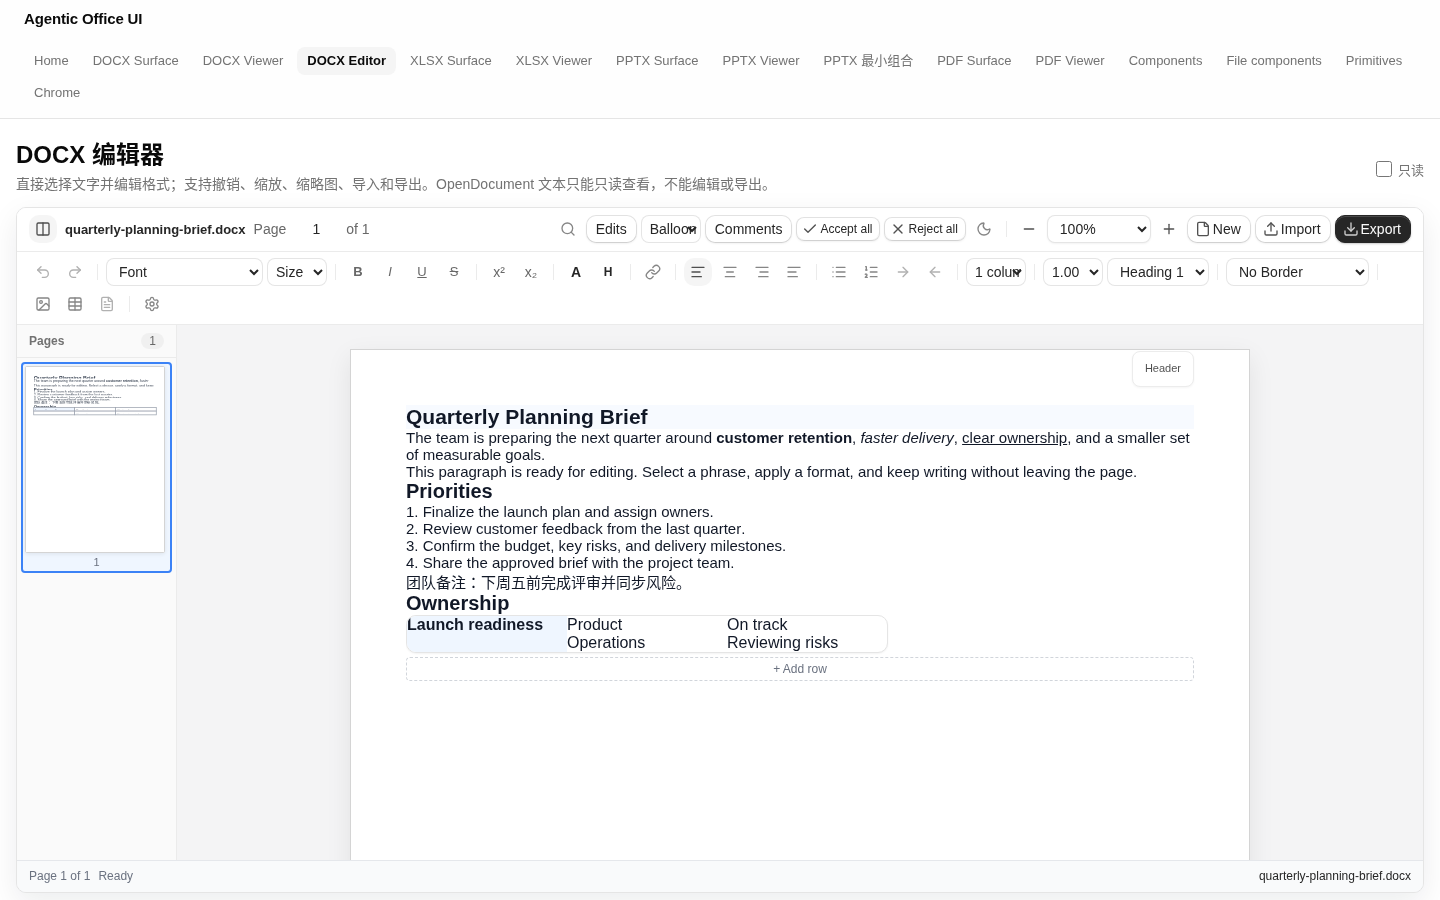 Agentic Office UI
Home DOCX Surface DOCX Viewer DOCX Editor XLSX Surface XLSX Viewer PPTX Surface PPTX Viewer PPTX 最小组合 PDF Surface PDF Viewer Components File components Primitives
Chrome
DOCX 编辑器
只读
直接选择文字并编辑格式；支持撤销、缩放、缩略图、导入和导出。OpenDocument 文本只能只读查看，不能编辑或导出。
quarterly-planning-brief.docx Page 1 of 1 Edits Balloon Comments Accept all Reject all 100% New Import Export
Font Size B I U S x² x₂ A H 1 colum 1.00 Heading 1 No Border
Pages 1
Header
Quarterly Planning Brief
The team is preparing the next quarter around customer retention, faster delivery, clear ownership, and a smaller set
of measurable goals.
This paragraph is ready for editing. Select a phrase, apply a format, and keep writing without leaving the page.
Priorities
1. Finalize the launch plan and assign owners.
2. Review customer feedback from the last quarter.
3. Confirm the budget, key risks, and delivery milestones.
4. Share the approved brief with the project team.
团队备注：下周五前完成评审并同步风险。
Ownership
Launch readiness Product On track
Operations Reviewing risks
+ Add row
1
Page 1 of 1 Ready
quarterly-planning-brief.docx